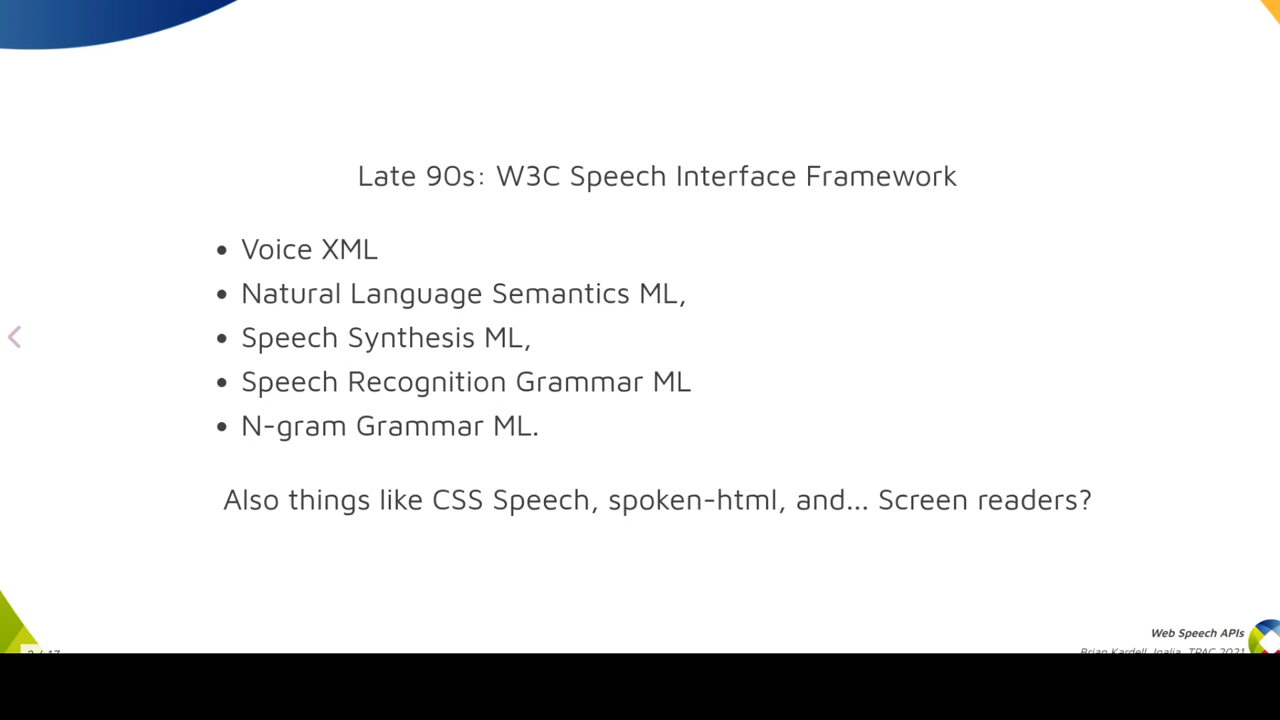 Late 90s: W3C Speech Interface Framework
• Voice XML
• Natural Language Semantics ML,
• Speech Synthesis ML,
• Speech Recognition Grammar ML
• N-gram Grammar ML.
Also things like CSS Speech, spoken-html, and... Screen readers?
Web Speech APIs
Brian Kardell, Igalia, TPAC 2021